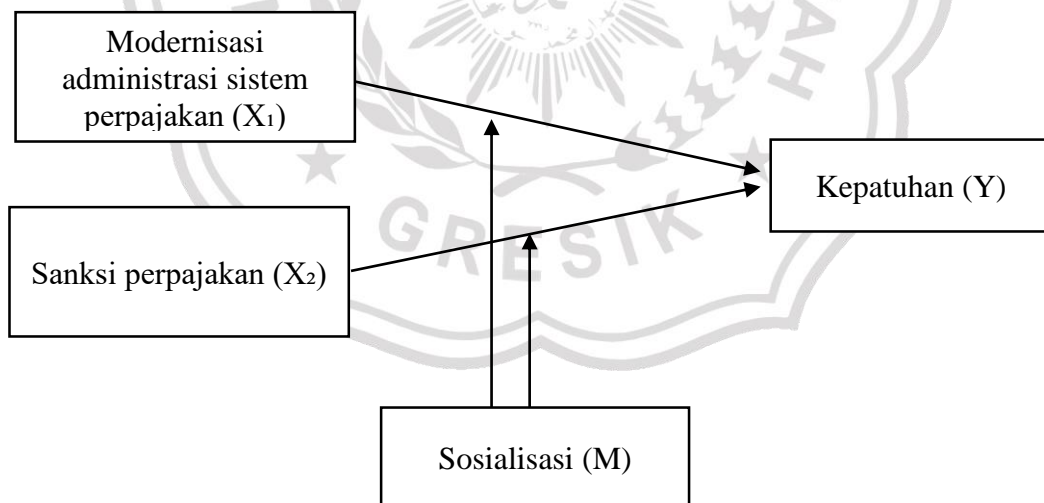 Modernisasi
administrasi sistem
perpajakan (X₁)
Kepatuhan (Y)
Sanksi perpajakan (X₂)
GRESIK
Sosialisasi (M)